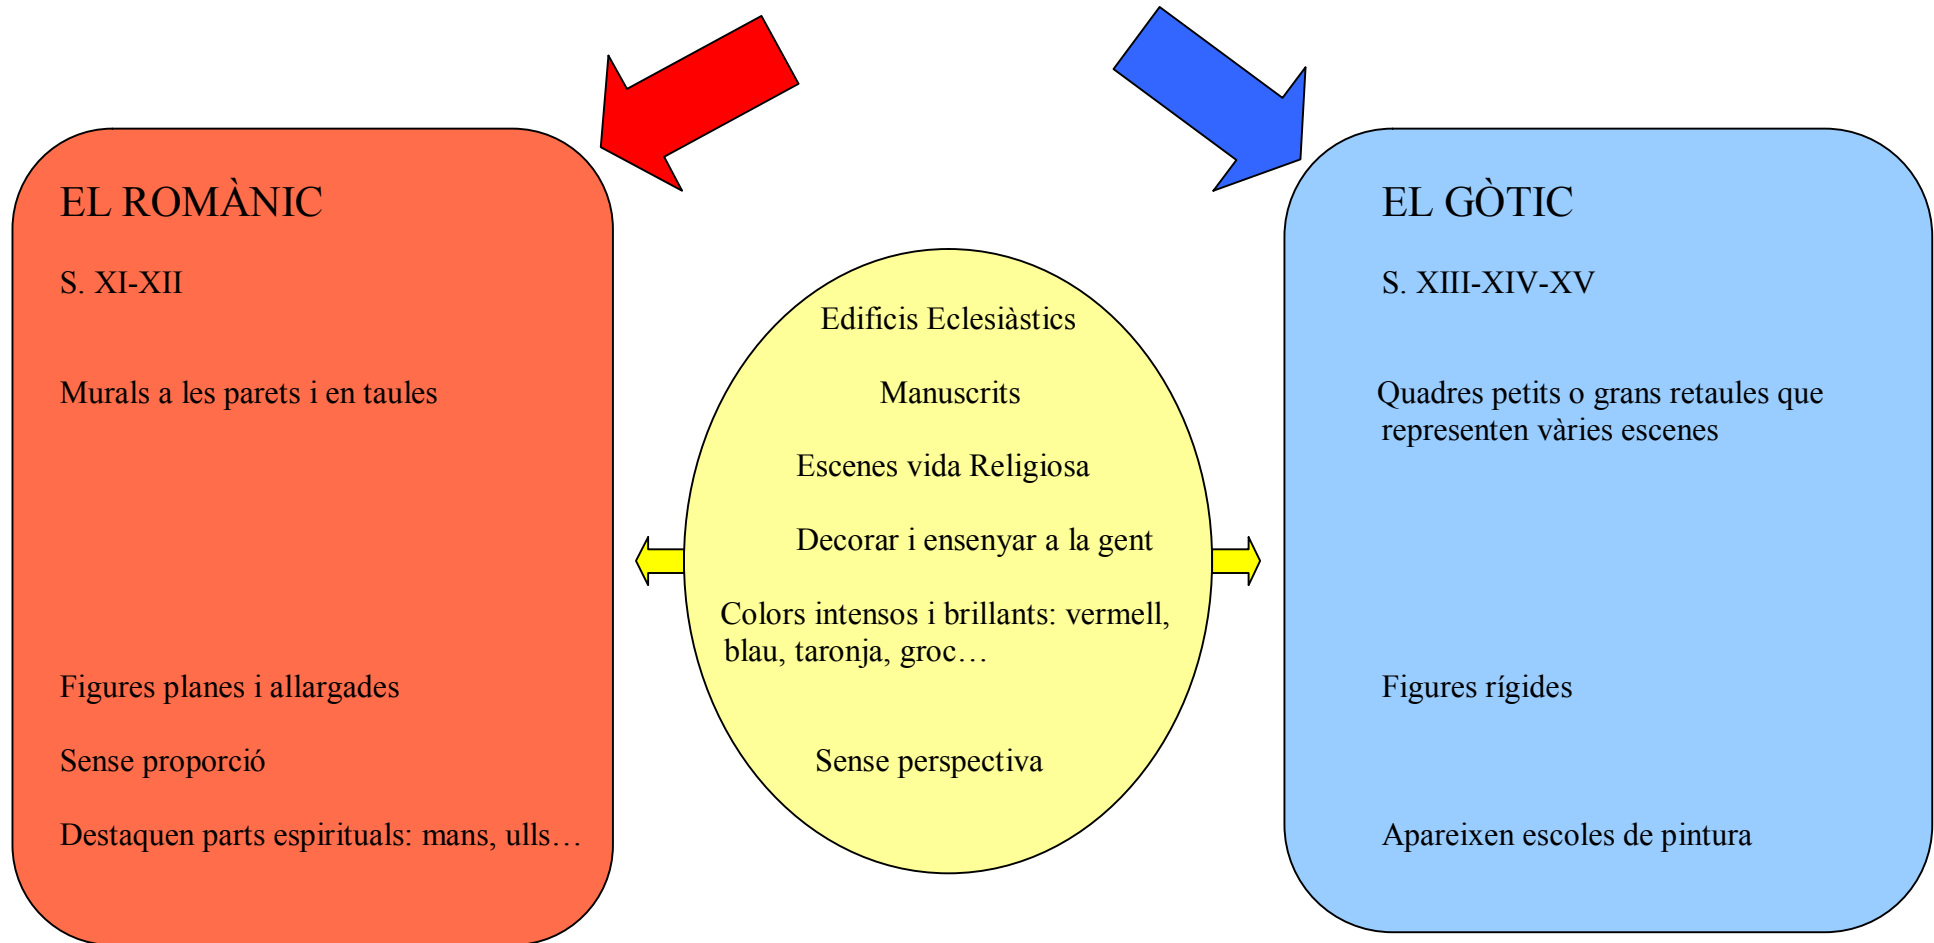 EL ROMÀNIC
S. XI-XII
Murals a les parets i en taules
Figures planes i allargades
Sense proporció
Destaquen parts espirituals: mans, ulls…
Edificis Eclesiàstics
Manuscrits
Escenes vida Religiosa
Decorar i ensenyar a la gent
Colors intensos i brillants: vermell,
blau, taronja, groc…
Sense perspectiva
EL GÒTIC
S. XIII-XIV-XV
Quadres petits o grans retaules que
representen vàries escenes
Figures rígides
Apareixen escoles de pintura